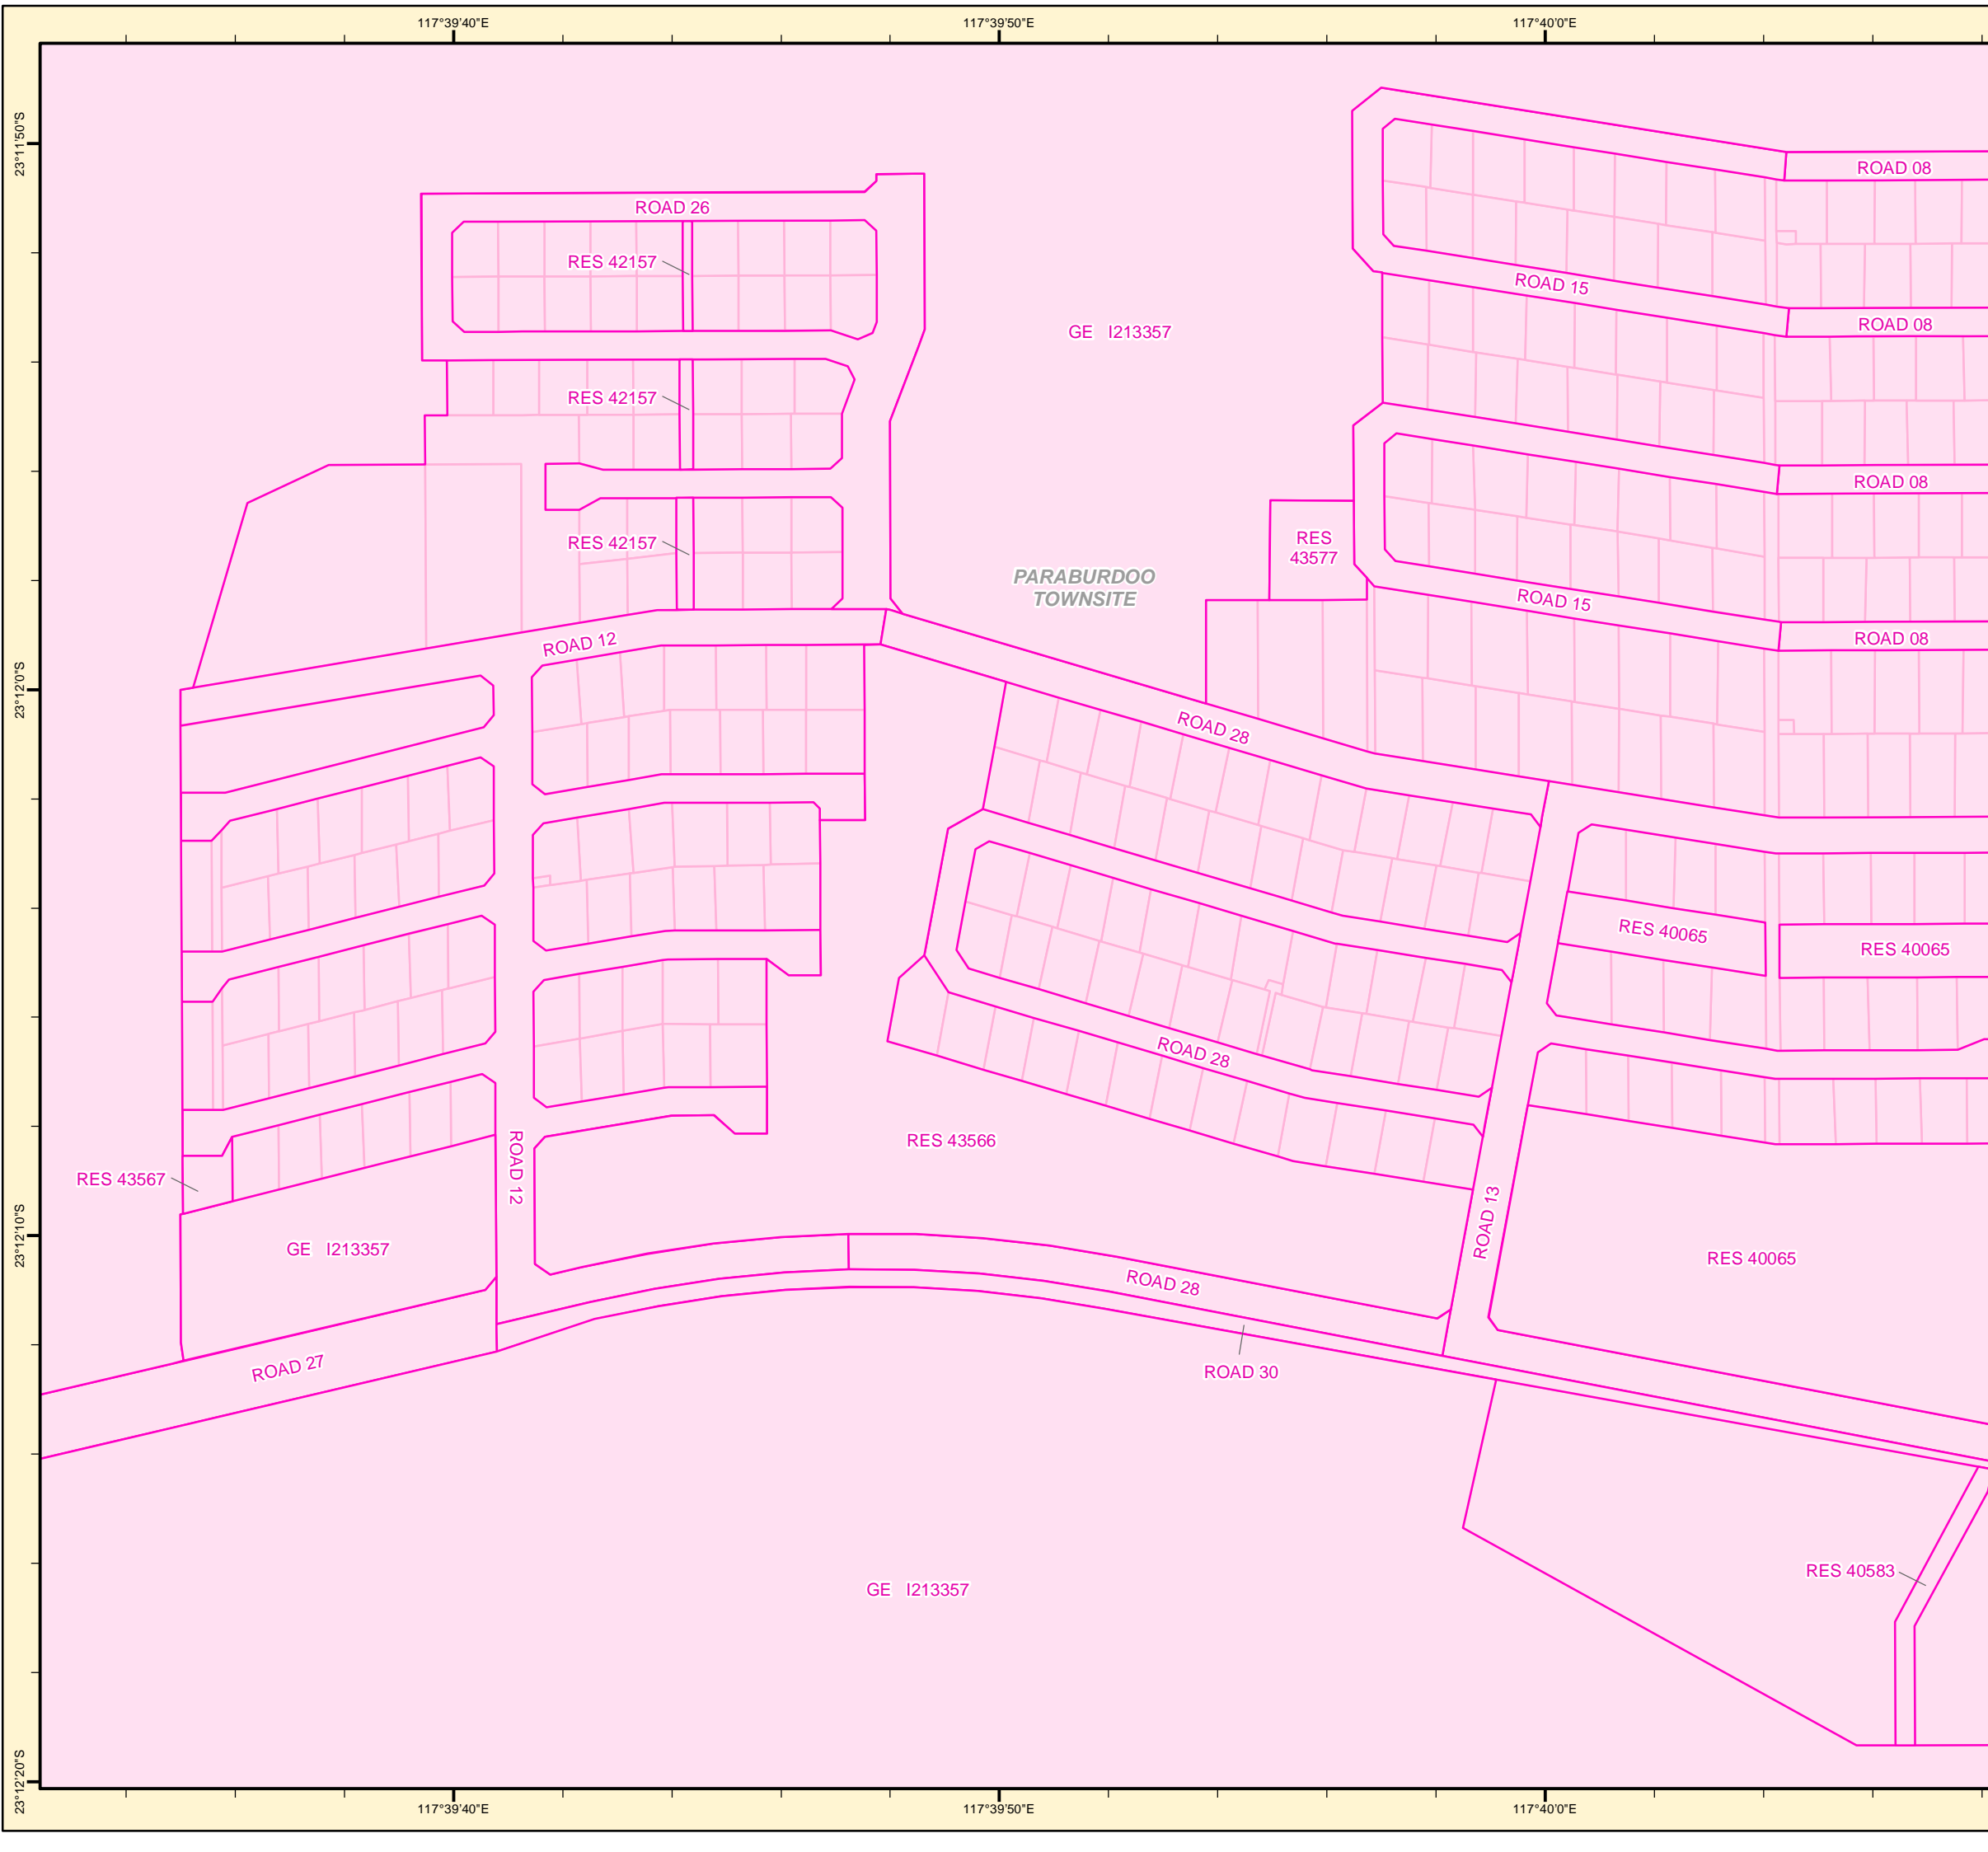 117°39'40"E
117°39'50"E
117°40'0"E
23°11'50"S
ROAD 08
ROAD 26
RES 42157
ROAD 15
ROAD 08
GE I213357
RES 42157
ROAD 08
RES 42157
RES
43577
PARABURDOO
TOWNSITE
ROAD 15
ROAD 12
ROAD 08
23°12'0"S
ROAD 28
RES 40065
RES 40065
ROAD 28
RES 43566
ROAD 12
RES 43567
ROAD 13
23°12'10"S
GE I213357
RES 40065
ROAD 28
ROAD 27
ROAD 30
RES 40583
GE I213357
23°12'20"S
117°39'40"E
117°39'50"E
117°40'0"E